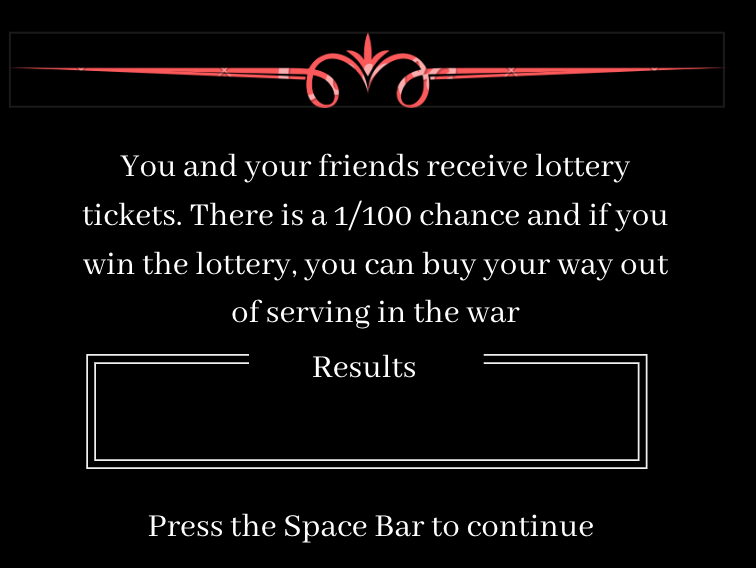 You and your friends receive lottery
tickets. There is a 1/100 chance and if you
win the lottery, you can buy your way out
of serving in the war
Results
Press the Space Bar to continue